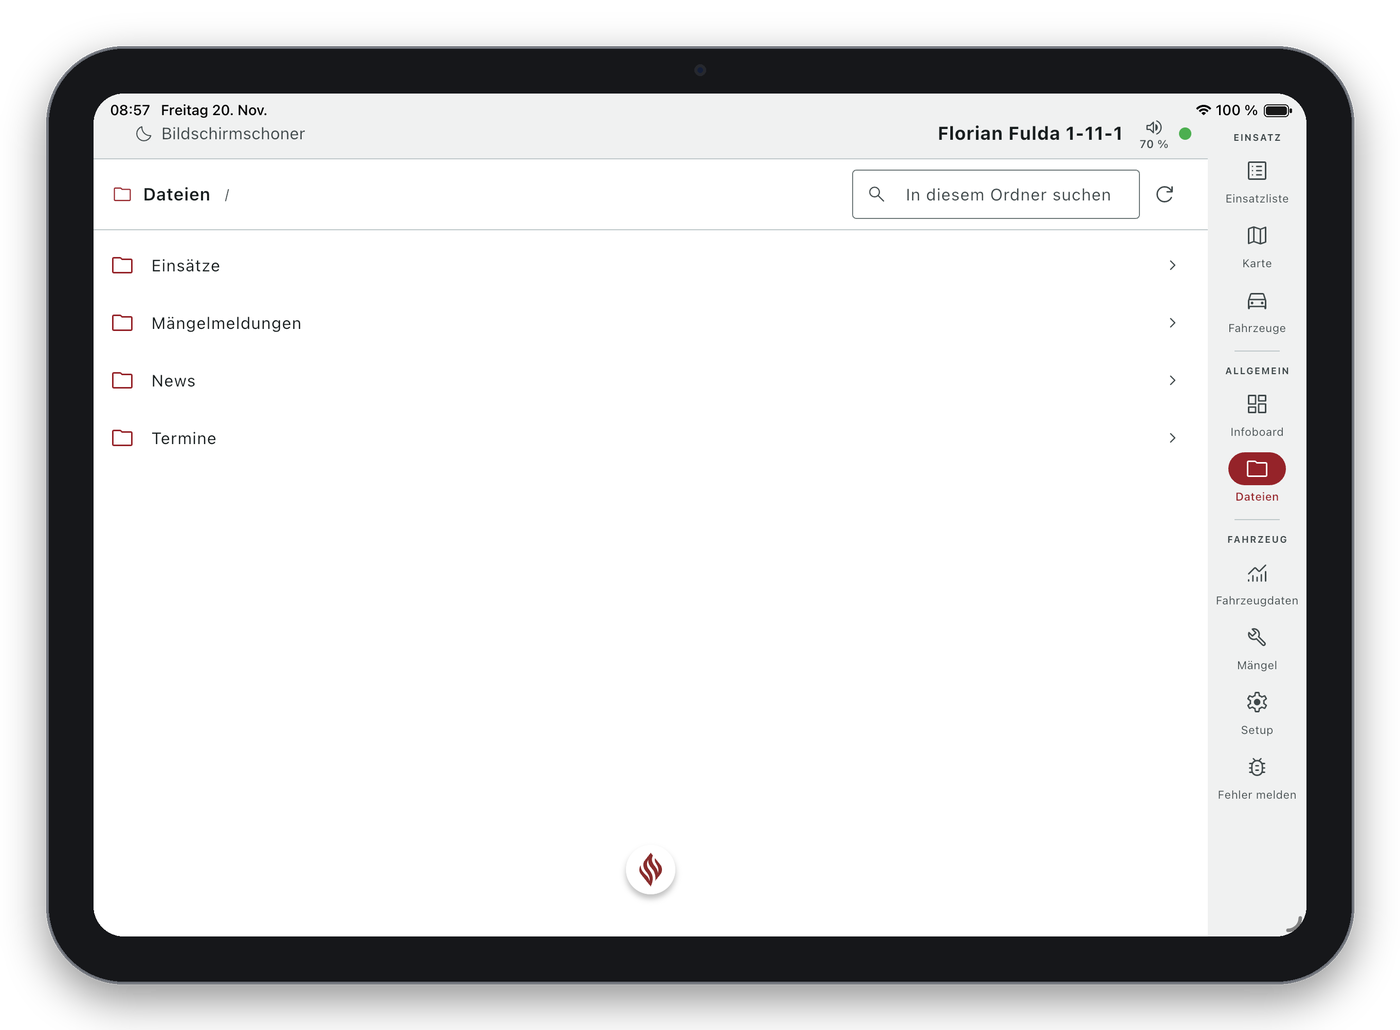 08:57 Freitag 20. Nov.
100 %
Bildschirmschoner
Florian Fulda 1-11-1
70 %
Dateien /
In diesem Ordner suchen
Einsätze
Mängelmeldungen
News
Termine
EINSATZ
Einsatzliste
Karte
Fahrzeuge
ALLGEMEIN
Infoboard
Dateien
FAHRZEUG
Fahrzeugdaten
Mängel
Setup
Fehler melden